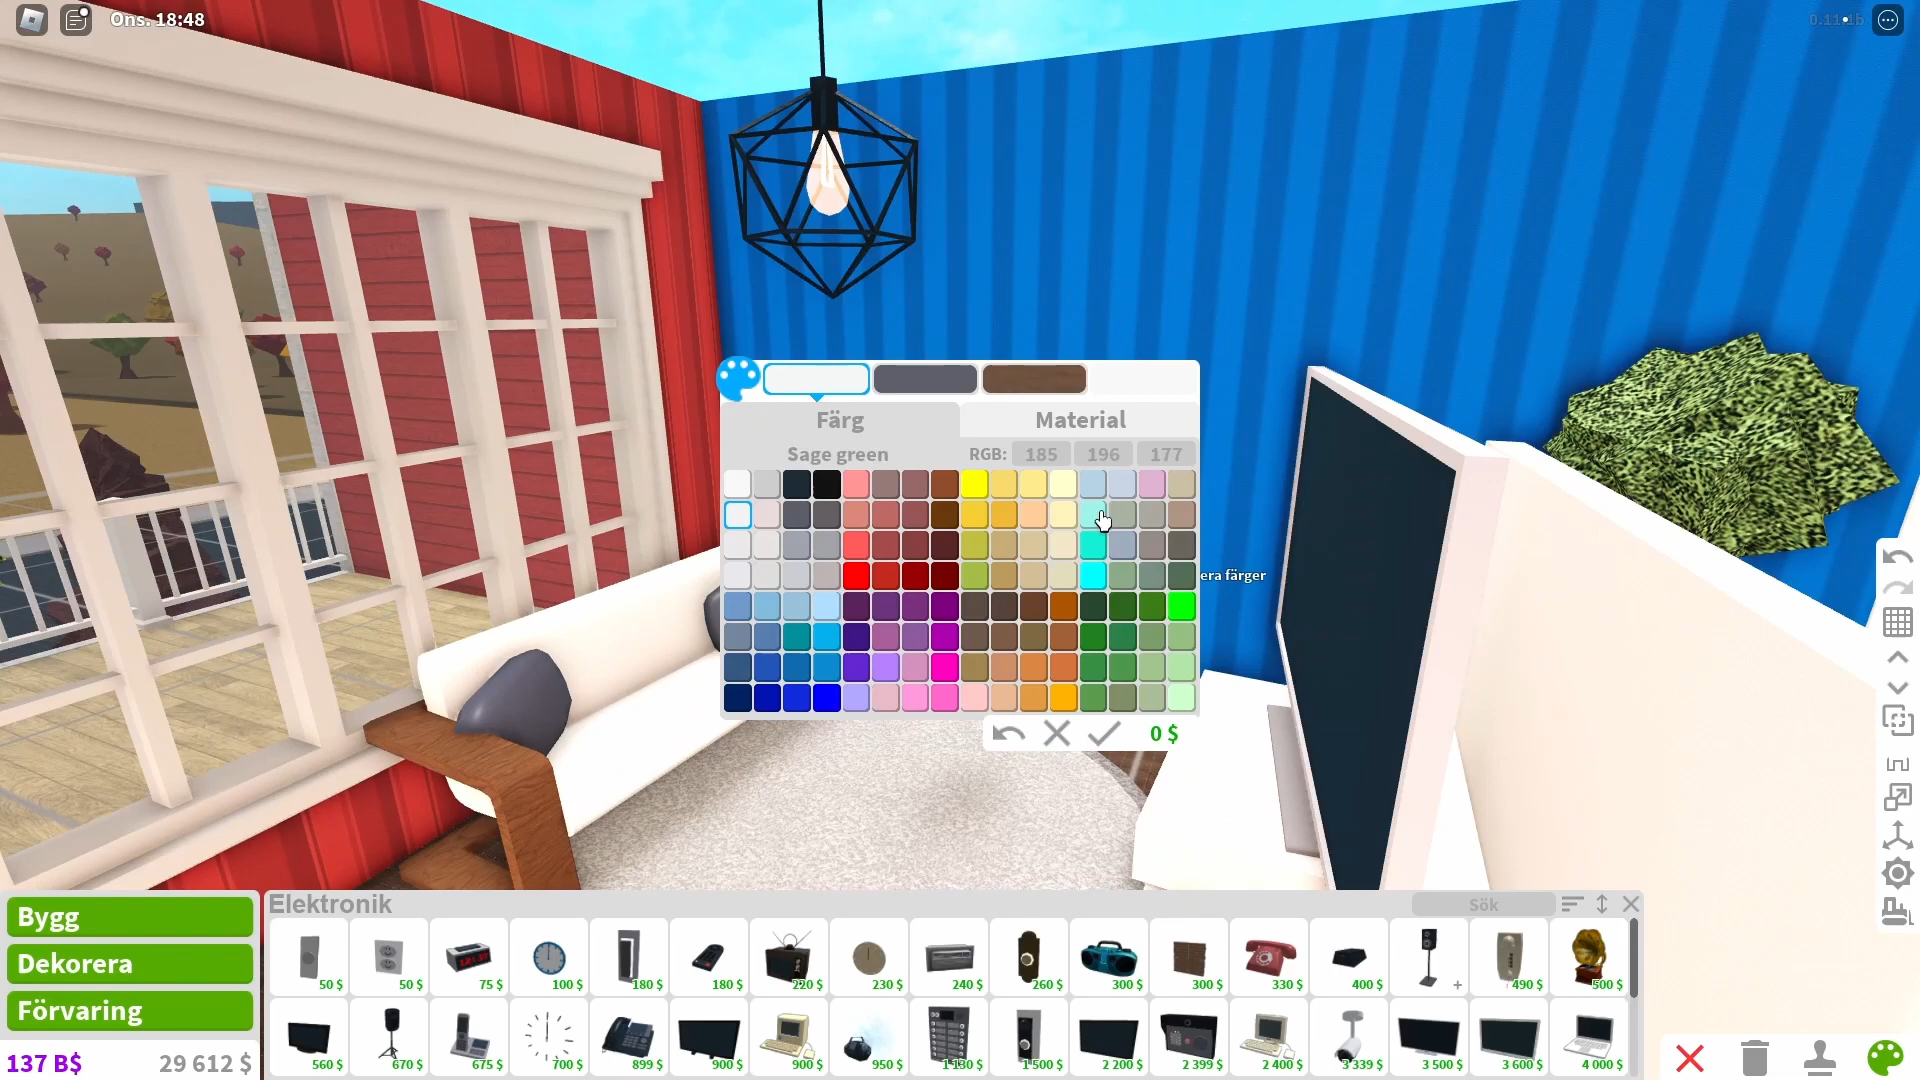 Ons. 18:48
0.11.1b
Färg
Material
Sage green
RGB: 185 196 177
era färger
0 $
Bygg
Dekorera
Förvaring
137 B$
29 612 $
Elektronik
Sök
50 $ 50 $ 75 $ 100 $ 180 $ 180 $ 220 $ 230 $ 240 $ 260 $ 300 $ 300 $ 330 $ 400 $ + 490 $ 500 $
560 $ 670 $ 675 $ 700 $ 899 $ 900 $ 900 $ 950 $ 1 130 $ 1 500 $ 2 200 $ 2 399 $ 2 400 $ 3 339 $ 3 500 $ 3 600 $ 4 000 $